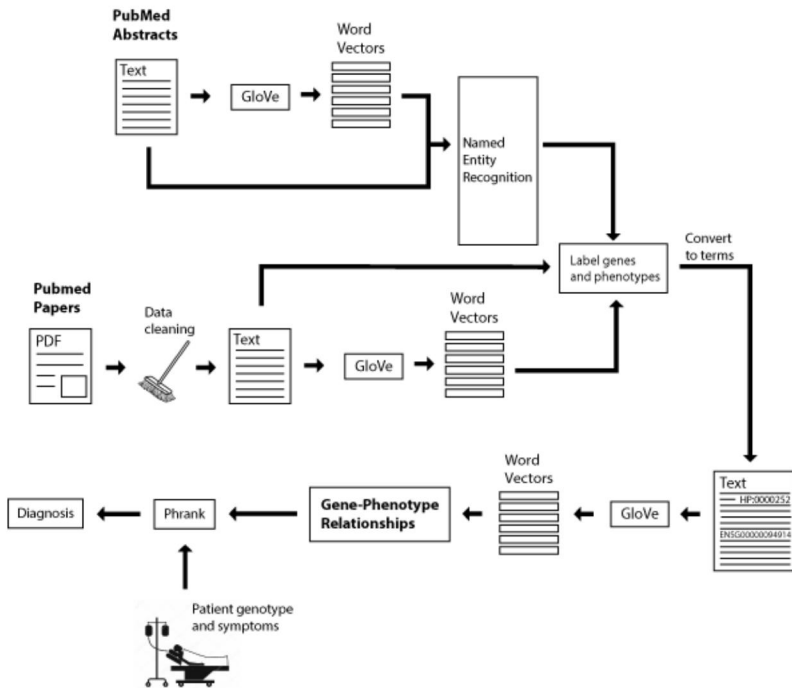 PubMed
Abstracts
Text
GloVe
Word
Vectors
Named
Entity
Recognition
Label genes
and phenotypes
Convert
to terms
Pubmed
Papers
PDF
Data
cleaning
Text
GloVe
Word
Vectors
Text
HP:0000252
ENSG00000094914
GloVe
Word
Vectors
Gene-Phenotype
Relationships
Phrank
Diagnosis
Patient genotype
and symptoms